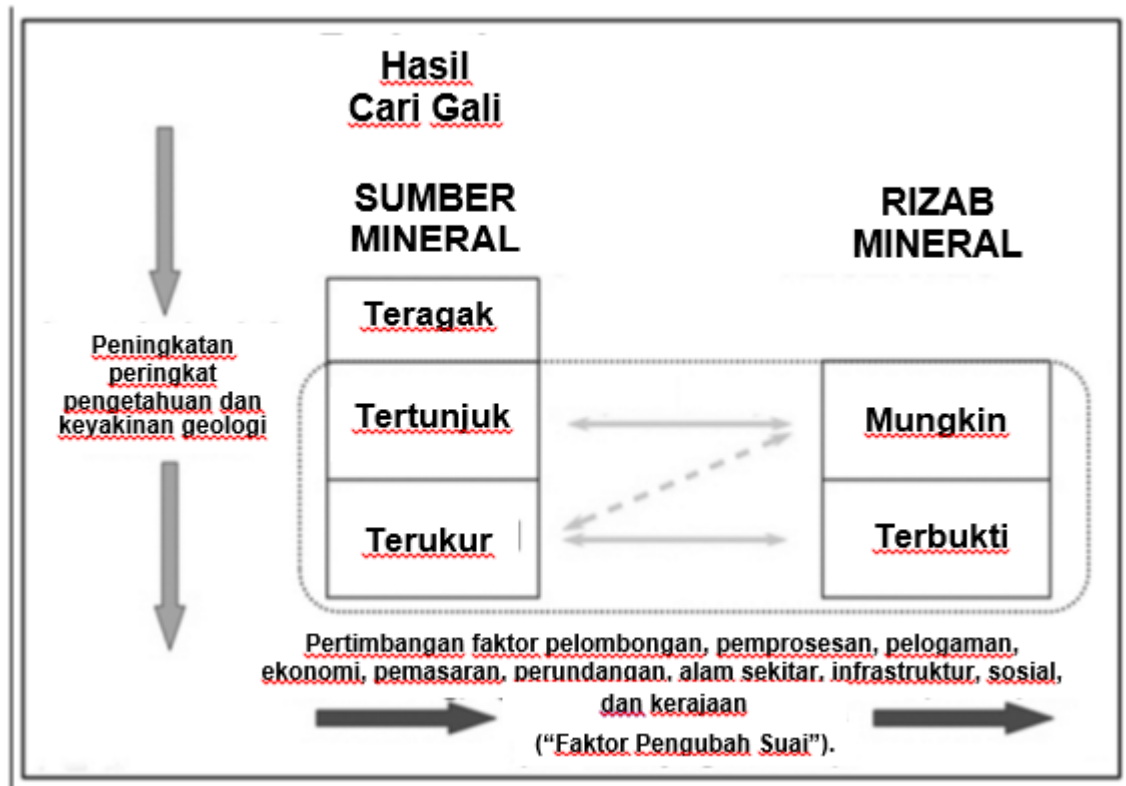 Hasil
Cari Gali
SUMBER
MINERAL
RIZAB
MINERAL
Teragak
Peningkatan
peringkat
pengetahuan dan
keyakinan geologi
Tertunjuk
Mungkin
Terukur
Terbukti
Pertimbangan faktor pelombongan, pemprosesan, pelogaman,
ekonomi, pemasaran, perundangan, alam sekitar, infrastruktur, sosial,
dan kerajaan
(“Faktor Pengubah Suai”).